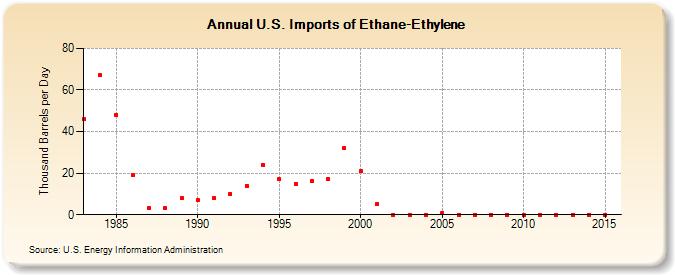 Annual U.S. Imports of Ethane-Ethylene
Thousand Barrels per Day
80
60
40
20
0
1985 1990 1995 2000 2005 2010 2015
Source: U.S. Energy Information Administration